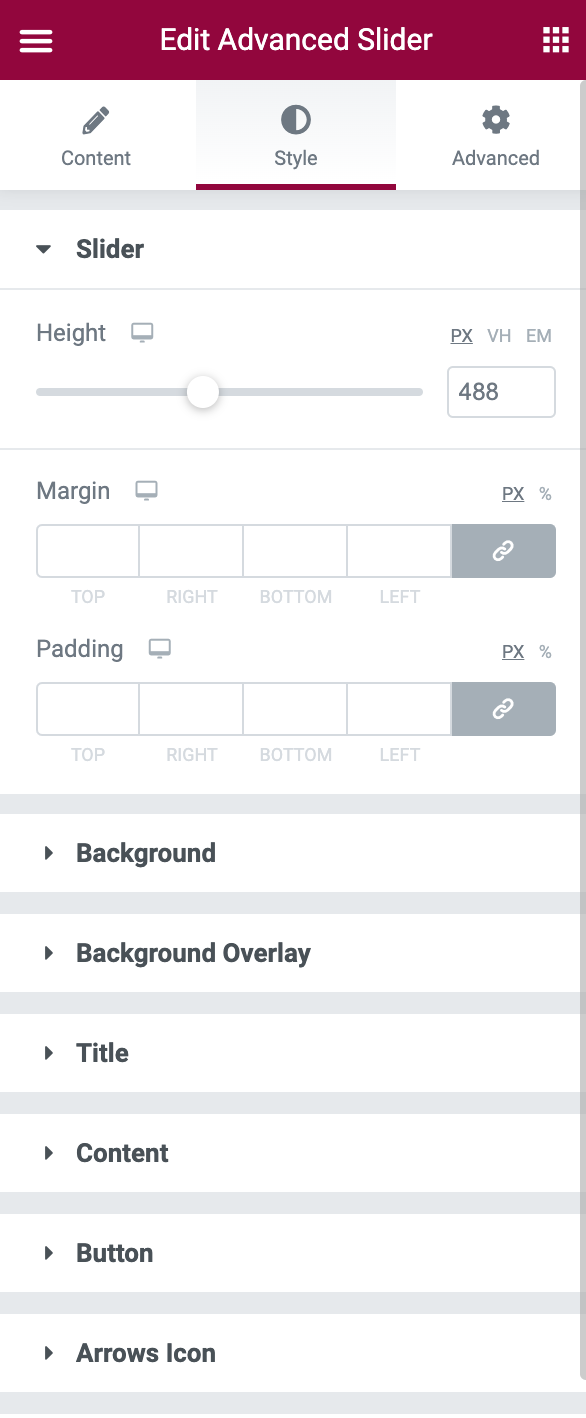 Edit Advanced Slider
Content Style Advanced
Slider
Height PX VH EM
488
Margin PX %
TOP RIGHT BOTTOM LEFT
Padding PX %
TOP RIGHT BOTTOM LEFT
Background
Background Overlay
Title
Content
Button
Arrows Icon